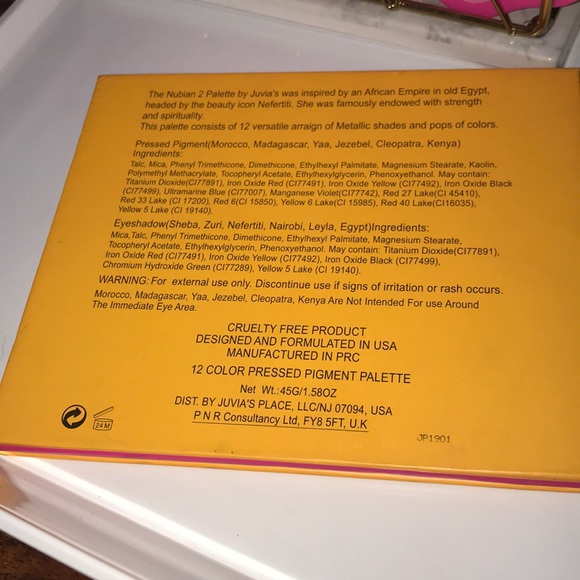 The Nubian 2 Palette by Juvia's was inspired by an African Empire in old Egypt,
headed by the beauty icon Nefertiti. She was famously endowed with strength
and spirituality.
This palette consists of 12 versatile arraign of Metallic shades and pops of colors.
Pressed Pigment(Morocco, Madagascar, Yaa, Jezebel, Cleopatra, Kenya)
Ingredients:
Talc, Mica, Phenyl Trimethicone, Dimethicone, Ethylhexyl Palmitate, Magnesium Stearate, Kaolin,
Polymethyl Methacrylate, Tocopheryl Acetate, Ethylhexylglycerin, Phenoxyethanol. May contain:
Titanium Dioxide(CI77891), Iron Oxide Red (CI77491), Iron Oxide Yellow (CI77492), Iron Oxide Black
(CI77499), Ultramarine Blue (CI77007), Manganese Violet(CI77742), Red 27 Lake(CI 45410),
Red 33 Lake (CI 17200), Red 6(CI 15850), Yellow 6 Lake(CI 15985), Red 40 Lake(CI16035),
Yellow 5 Lake (CI 19140).
Eyeshadow(Sheba, Zuri, Nefertiti, Nairobi, Leyla, Egypt)Ingredients:
Mica,Talc, Phenyl Trimethicone, Dimethicone, Ethylhexyl Palmitate, Magnesium Stearate,
Tocopheryl Acetate, Ethylhexylglycerin, Phenoxyethanol. May contain: Titanium Dioxide(CI77891),
Iron Oxide Red (CI77491), Iron Oxide Yellow (CI77492), Iron Oxide Black (CI77499),
Chromium Hydroxide Green (CI77289), Yellow 5 Lake (CI 19140).
WARNING: For external use only. Discontinue use if signs of irritation or rash occurs.
Morocco, Madagascar, Yaa, Jezebel, Cleopatra, Kenya Are Not Intended For use Around
The Immediate Eye Area.
CRUELTY FREE PRODUCT
DESIGNED AND FORMULATED IN USA
MANUFACTURED IN PRC
12 COLOR PRESSED PIGMENT PALETTE
Net Wt.:45G/1.58OZ
DIST. BY JUVIA'S PLACE, LLC/NJ 07094, USA
P N R Consultancy Ltd, FY8 5FT, U.K
24 M
JP1901